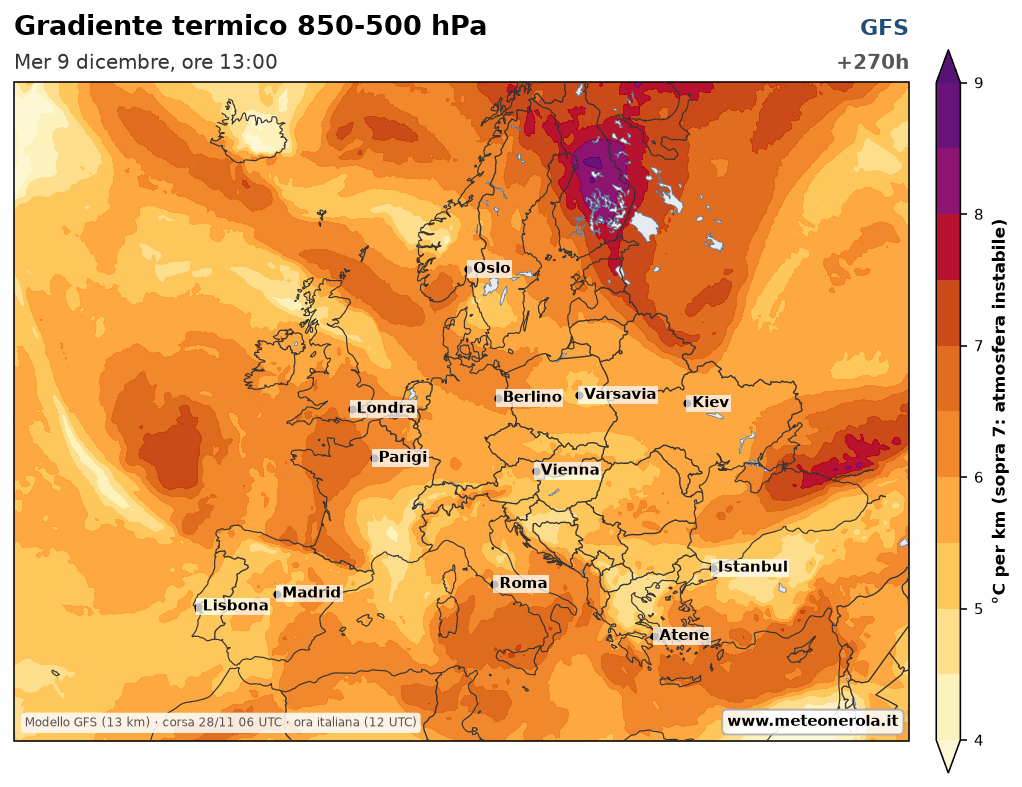 Gradiente termico 850-500 hPa
GFS
Mer 9 dicembre, ore 13:00
+270h
Oslo
Londra
Berlino
Varsavia
Kiev
Parigi
Vienna
Istanbul
Roma
Madrid
Lisbona
Atene
Modello GFS (13 km) · corsa 28/11 06 UTC · ora italiana (12 UTC)
www.meteonerola.it
9
8
7
6
5
4
°C per km (sopra 7: atmosfera instabile)